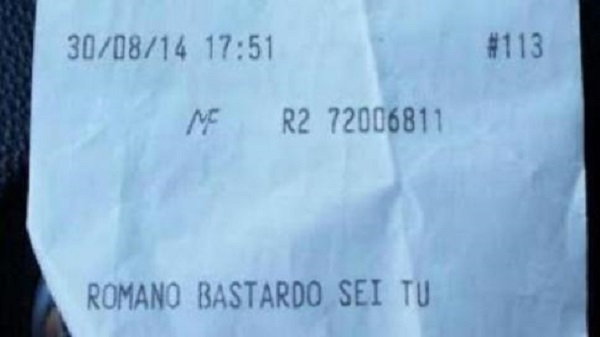 30/08/14 17:51 #113
MF R2 72006811
ROMANO BASTARDO SEI TU